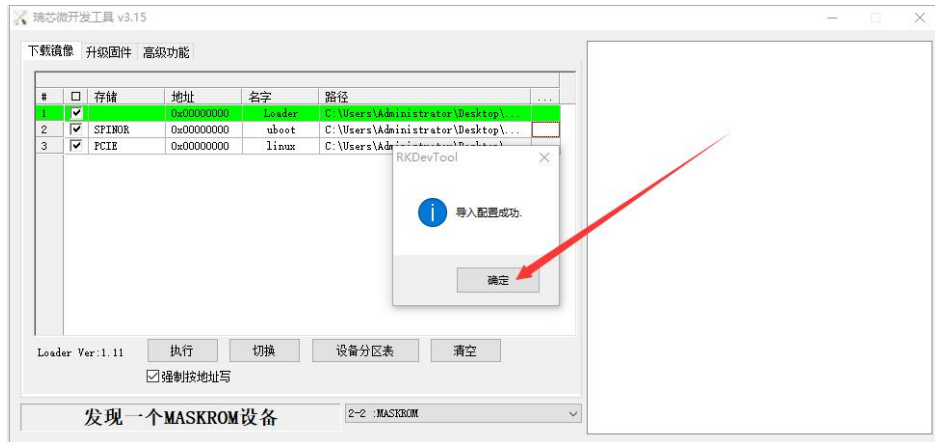 瑞芯微开发工具 v3.15
下载镜像 升级固件 高级功能
# 存储 地址 名字 路径 ...
1 0x00000000 Loader C:\Users\Administrator\Desktop\...
2 SPINOR 0x00000000 uboot C:\Users\Administrator\Desktop\...
3 PCIE 0x00000000 linux C:\Users\Administrator\Desktop\...
RKDevTool
导入配置成功.
确定
Loader Ver:1.11 执行 切换 设备分区表 清空
强制按地址写
发现一个MASKROM设备 2-2 :MASKROM